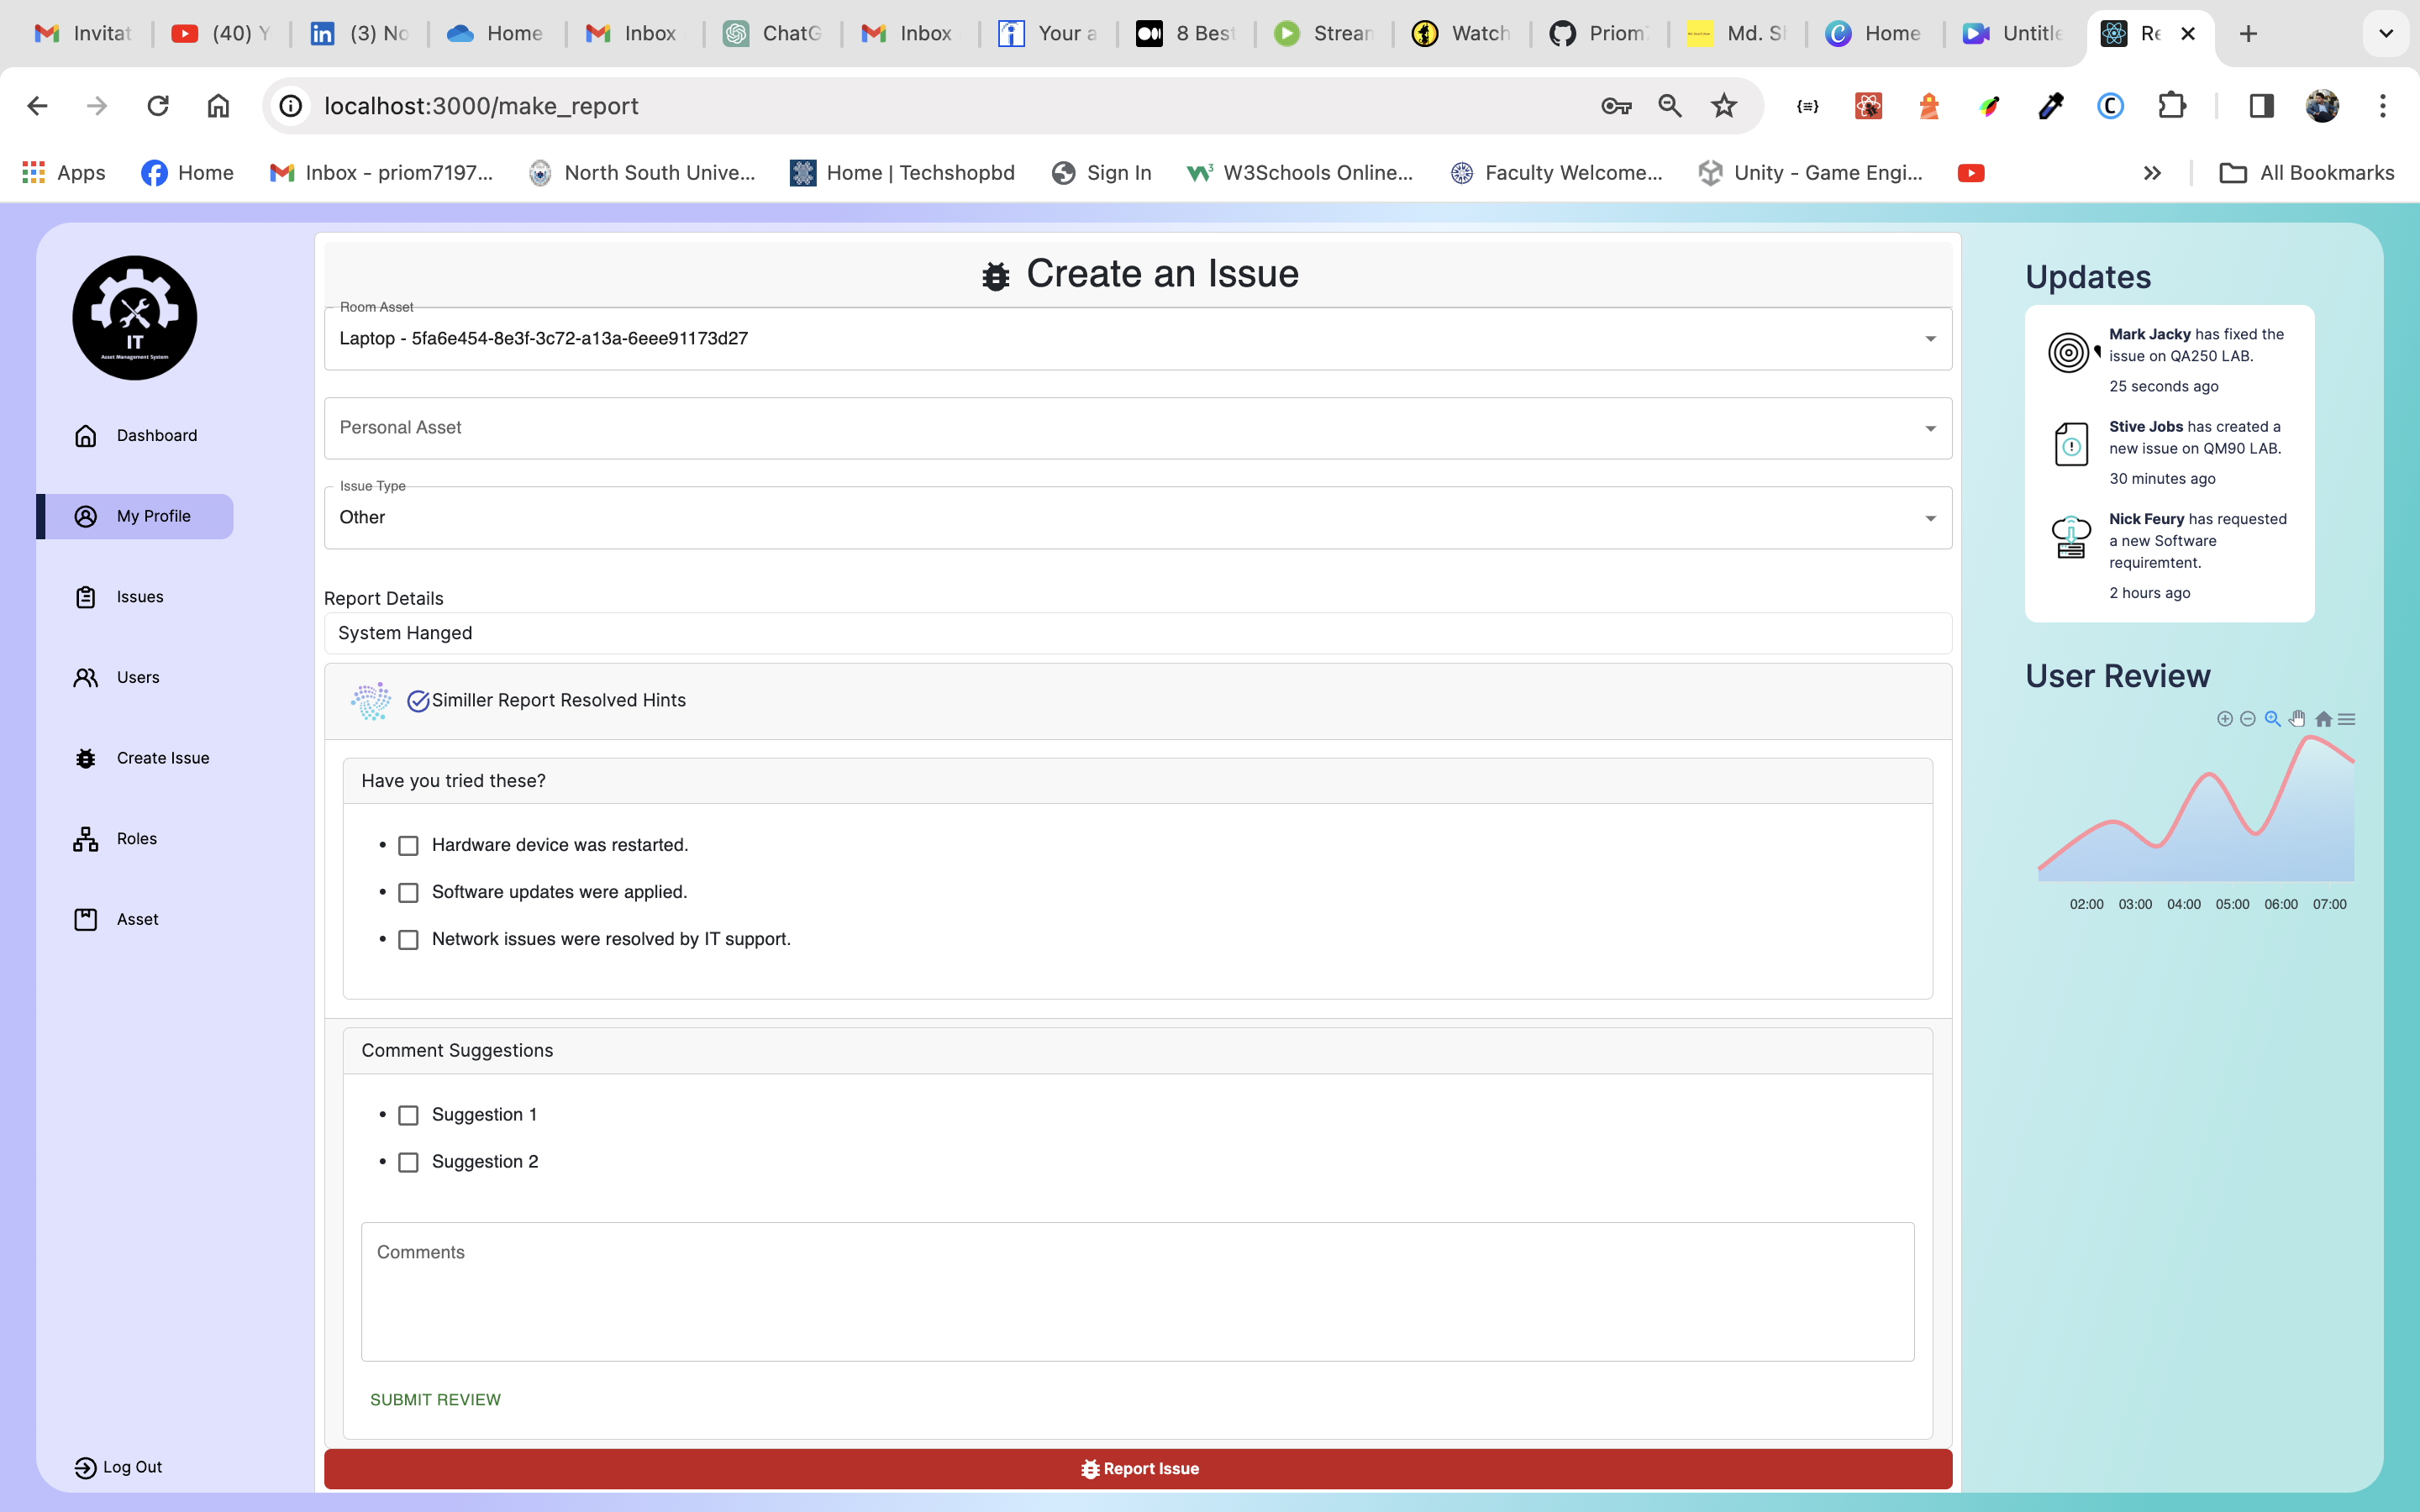 Invitat
(40) Y
(3) No
Home
Inbox
ChatG
Inbox
Your a
8 Best
Strear
Watch
Priom
Md. S
Home
Untitle
Re
localhost:3000/make_report
Apps
Home
Inbox - priom7197...
North South Unive...
Home | Techshopbd
Sign In
W3Schools Online...
Faculty Welcome...
Unity - Game Engi...
All Bookmarks
IT
Asset Management System
Dashboard
My Profile
Issues
Users
Create Issue
Roles
Asset
Log Out
Create an Issue
Room Asset
Laptop - 5fa6e454-8e3f-3c72-a13a-6eee91173d27
Personal Asset
Issue Type
Other
Report Details
System Hanged
Similler Report Resolved Hints
Have you tried these?
Hardware device was restarted.
Software updates were applied.
Network issues were resolved by IT support.
Comment Suggestions
Suggestion 1
Suggestion 2
Comments
SUBMIT REVIEW
Report Issue
Updates
Mark Jacky has fixed the
issue on QA250 LAB.
25 seconds ago
Stive Jobs has created a
new issue on QM90 LAB.
30 minutes ago
Nick Feury has requested
a new Software
requiremtent.
2 hours ago
User Review
02:00 03:00 04:00 05:00 06:00 07:00